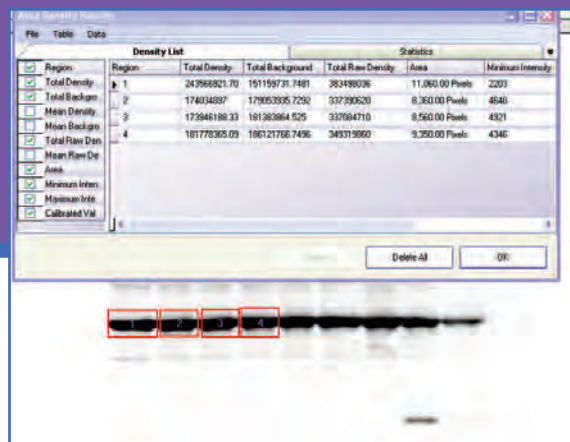 Area Density Results
File Table Data
Density List Statistics
Region Region Total Density Total Background Total Raw Density Area Minimum Intensity
Total Density 1 243566921.70 151159731.7481 383498036 11,060.00 Pixels 2203
Total Backgro 2 174034897 179053935.7292 337390620 8,360.00 Pixels 4640
Mean Density 3 173946188.33 181383864.525 337084710 8,560.00 Pixels 4921
Mean Backgro 4 181778365.09 186121766.7496 349319860 9,350.00 Pixels 4346
Total Raw Den
Mean Raw De
Area
Minimum Inten
Maximum Inte
Calibrated Val
Delete All OK
1 2 3 4